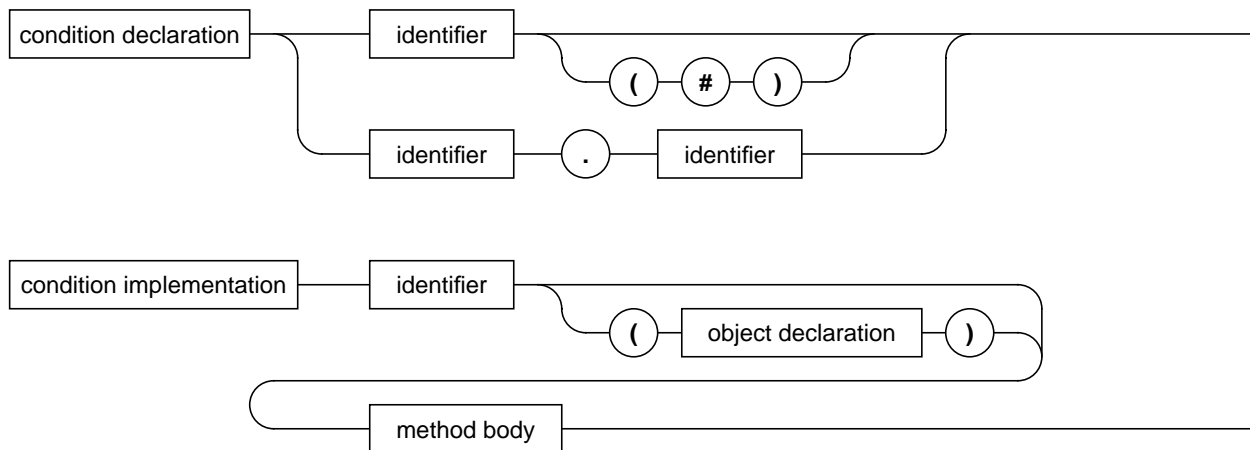 condition declaration identifier
( # )
identifier . identifier
condition implementation identifier
( object declaration )
method body